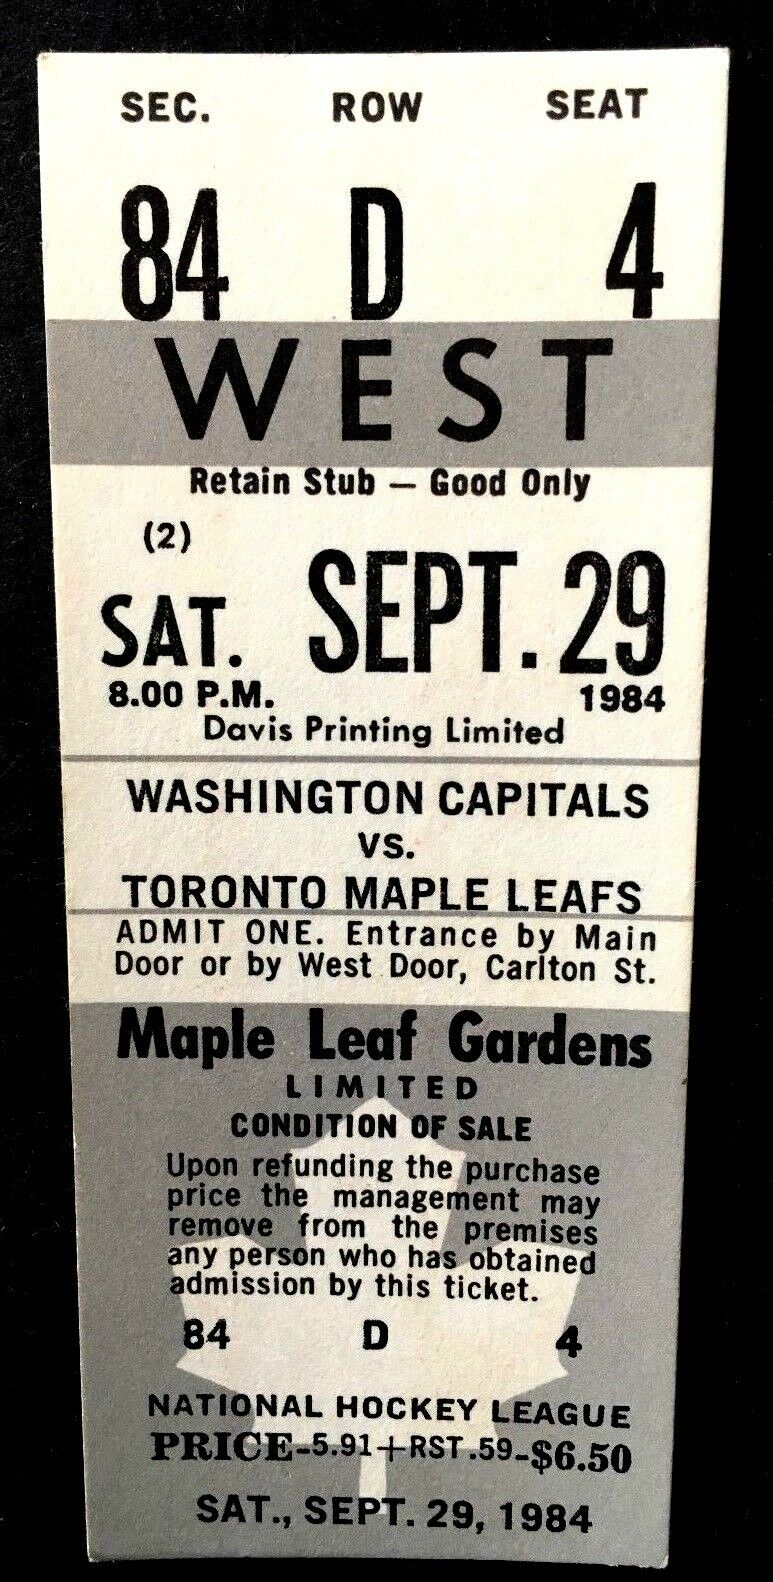 SEC. ROW SEAT
84 D 4
WEST
Retain Stub — Good Only
(2)
SAT. SEPT. 29
8.00 P.M. 1984
Davis Printing Limited
WASHINGTON CAPITALS
VS.
TORONTO MAPLE LEAFS
ADMIT ONE. Entrance by Main
Door or by West Door, Carlton St.
Maple Leaf Gardens
LIMITED
CONDITION OF SALE
Upon refunding the purchase
price the management may
remove from the premises
any person who has obtained
admission by this ticket.
84 D 4
NATIONAL HOCKEY LEAGUE
PRICE-5.91+RST.59-$6.50
SAT., SEPT. 29, 1984